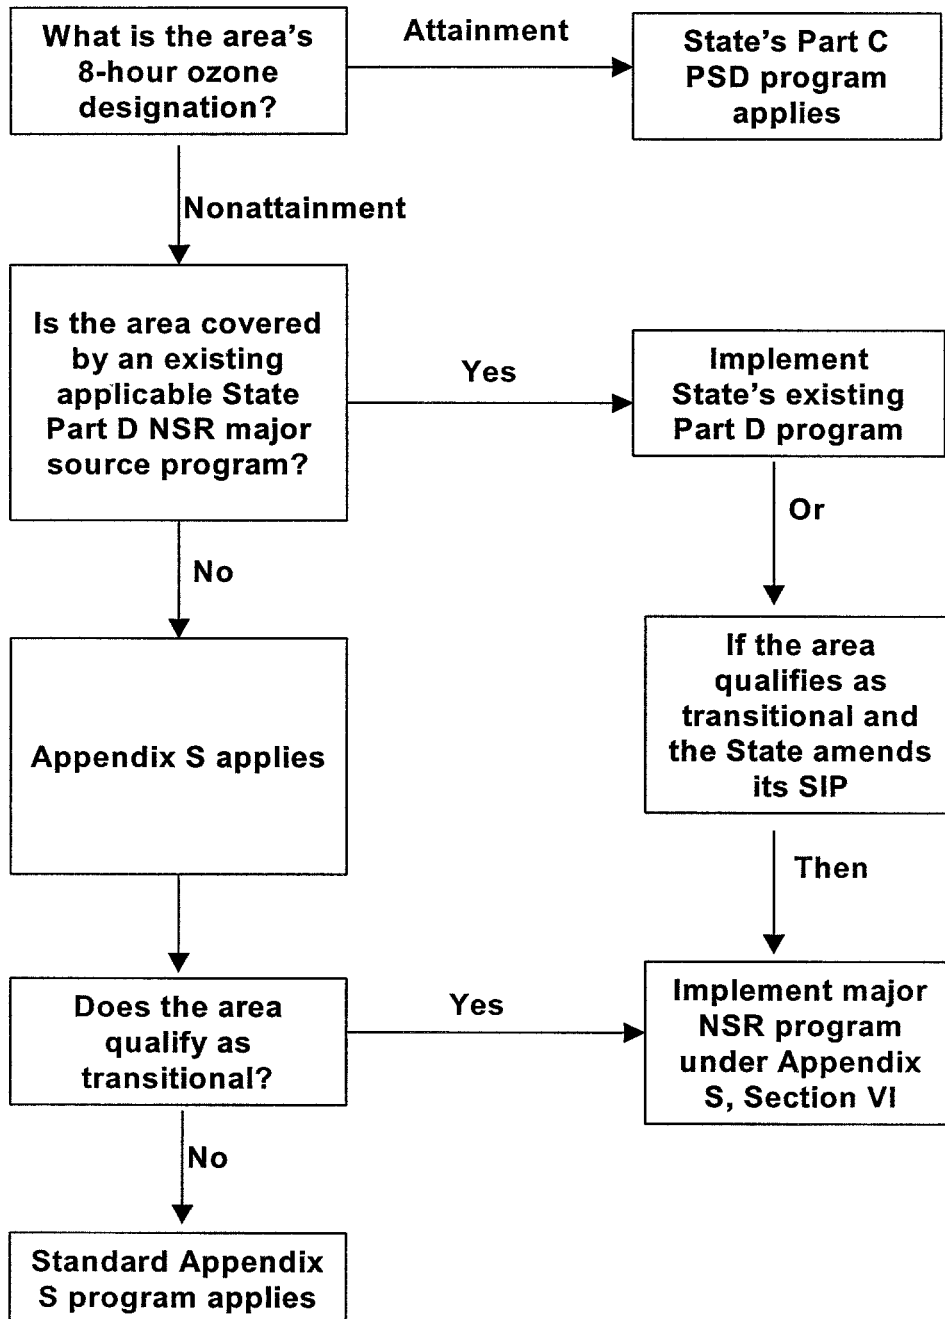 What is the area's
8-hour ozone
designation?
Attainment
State's Part C
PSD program
applies
Nonattainment
Is the area covered
by an existing
applicable State
Part D NSR major
source program?
Yes
Implement
State's existing
Part D program
Or
No
If the area
qualifies as
transitional and
the State amends
its SIP
Appendix S applies
Then
Does the area
qualify as
transitional?
Yes
Implement major
NSR program
under Appendix
S, Section VI
No
Standard Appendix
S program applies